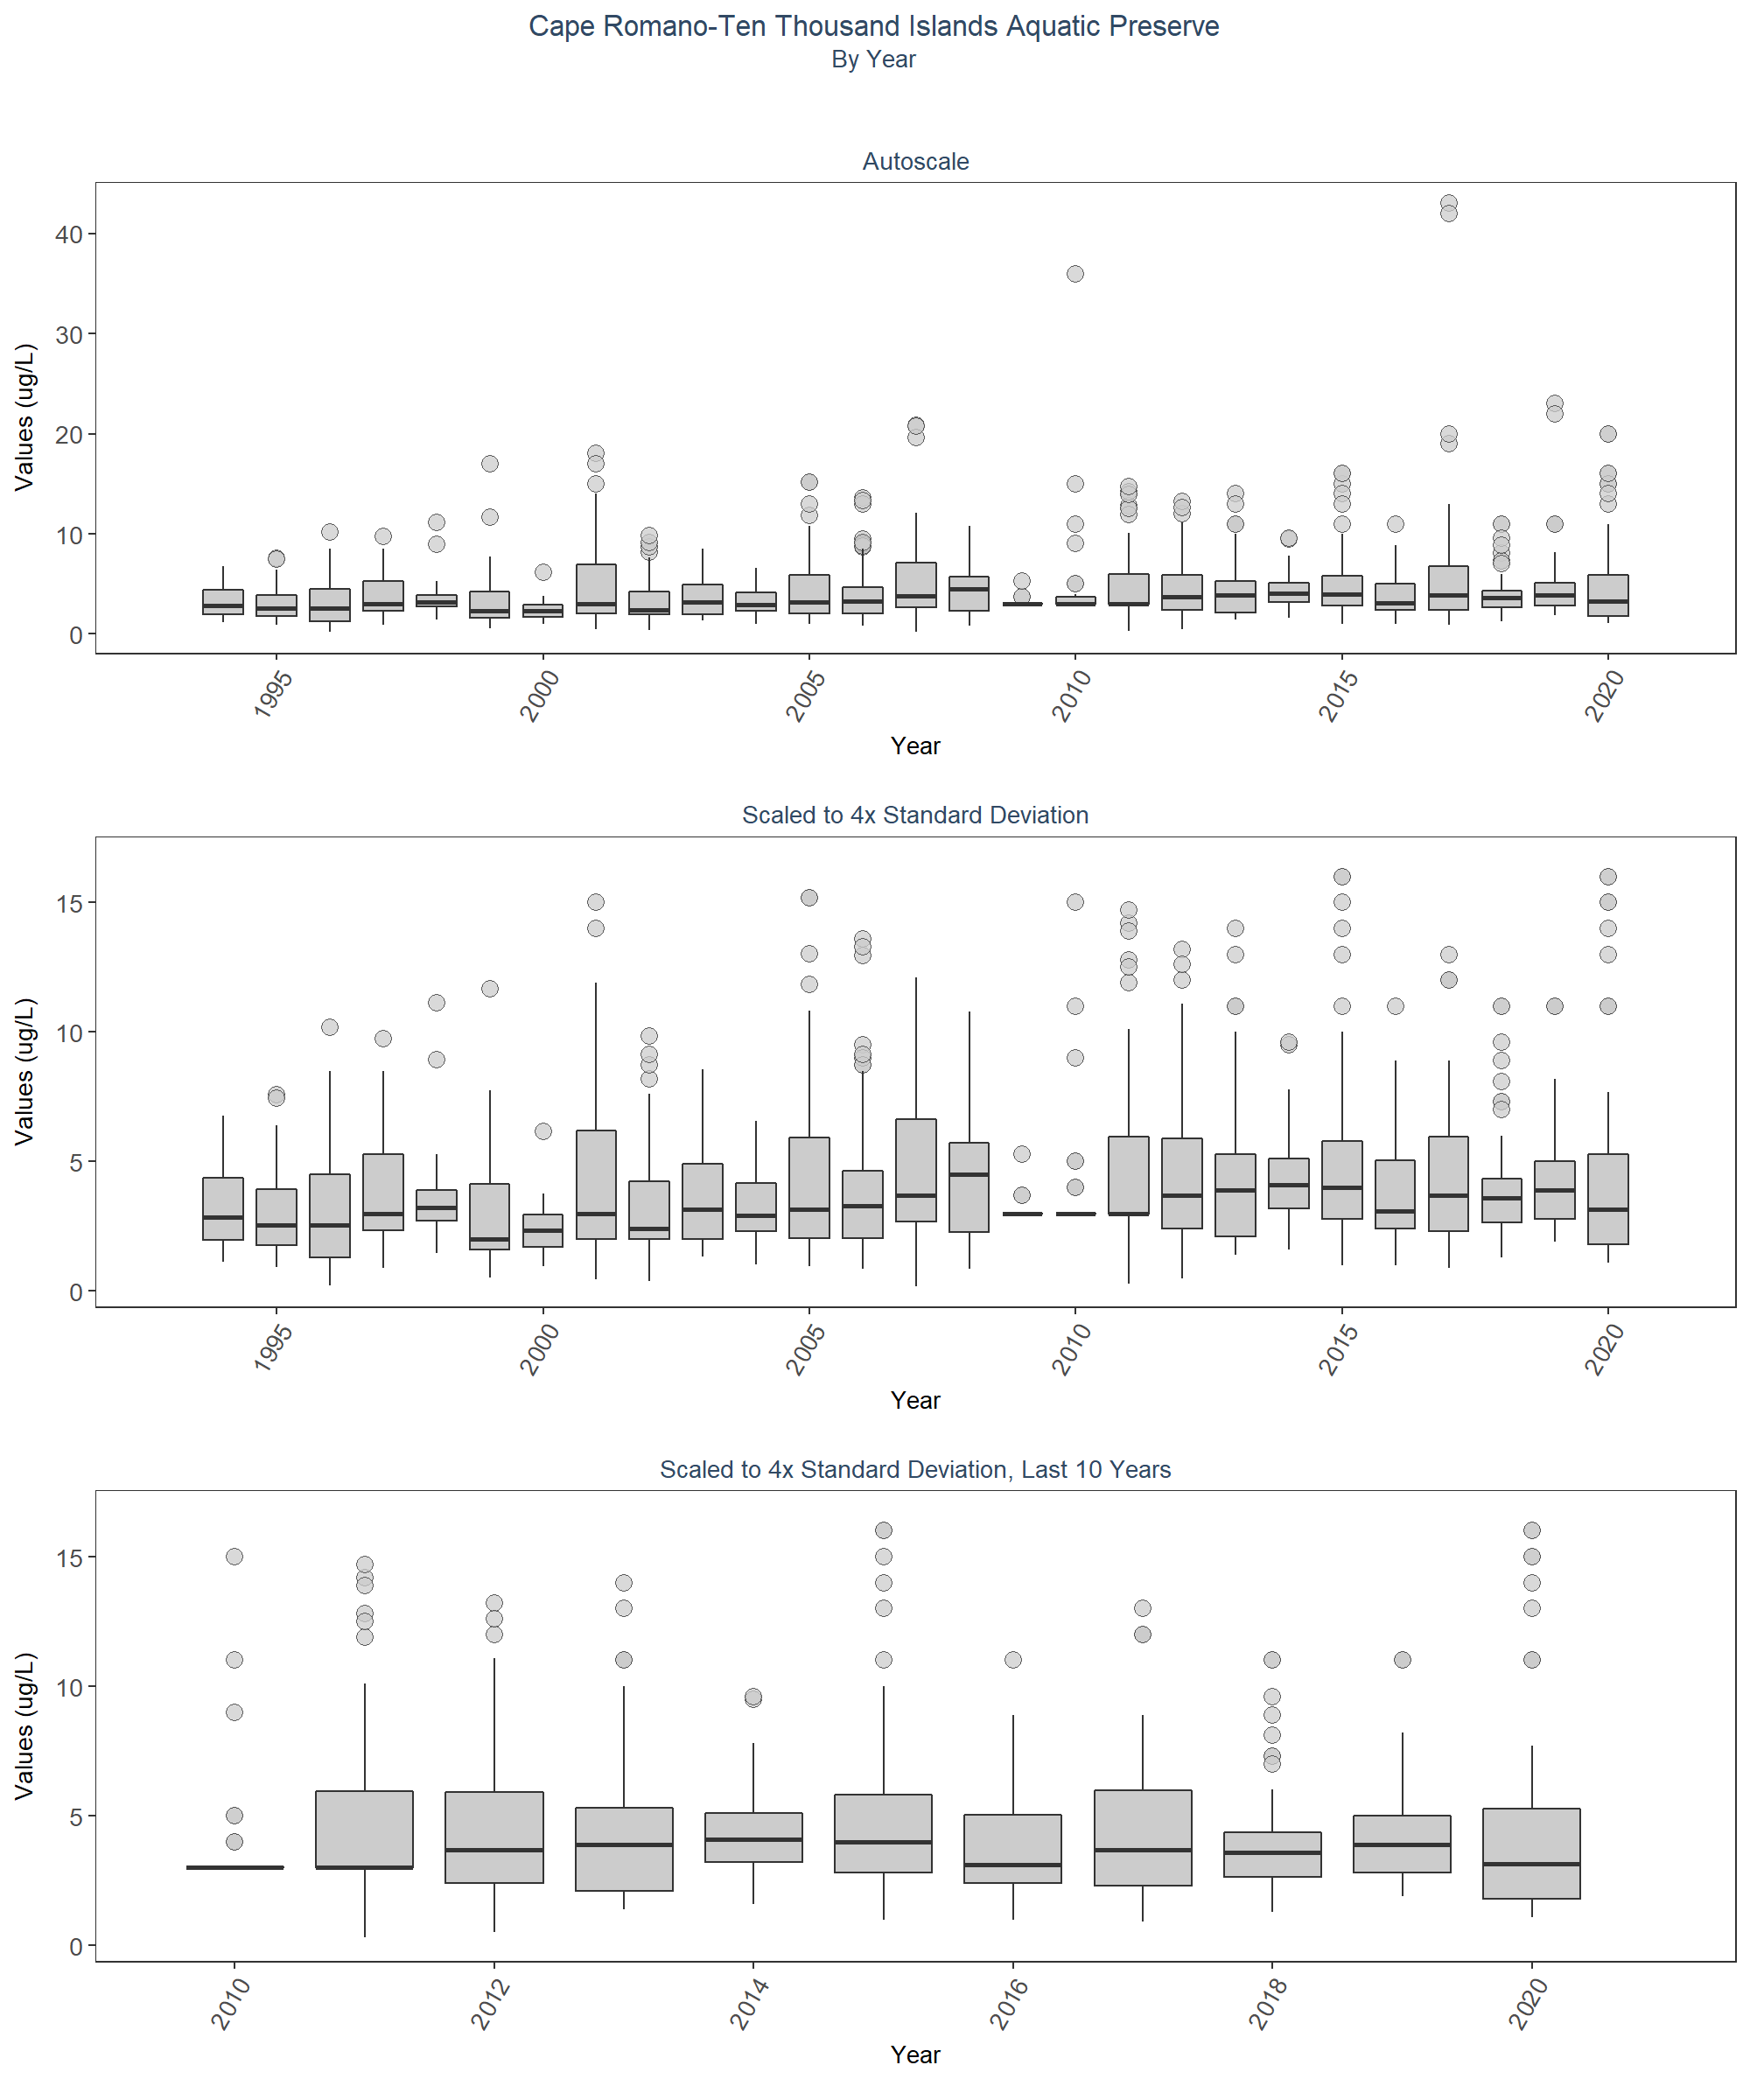 Cape Romano-Ten Thousand Islands Aquatic Preserve
By Year
Autoscale
Values (ug/L)
40
30
20
10
0
1995
2000
2005
2010
2015
2020
Year
Scaled to 4x Standard Deviation
Values (ug/L)
15
10
5
0
1995
2000
2005
2010
2015
2020
Year
Scaled to 4x Standard Deviation, Last 10 Years
Values (ug/L)
15
10
5
0
2010
2012
2014
2016
2018
2020
Year